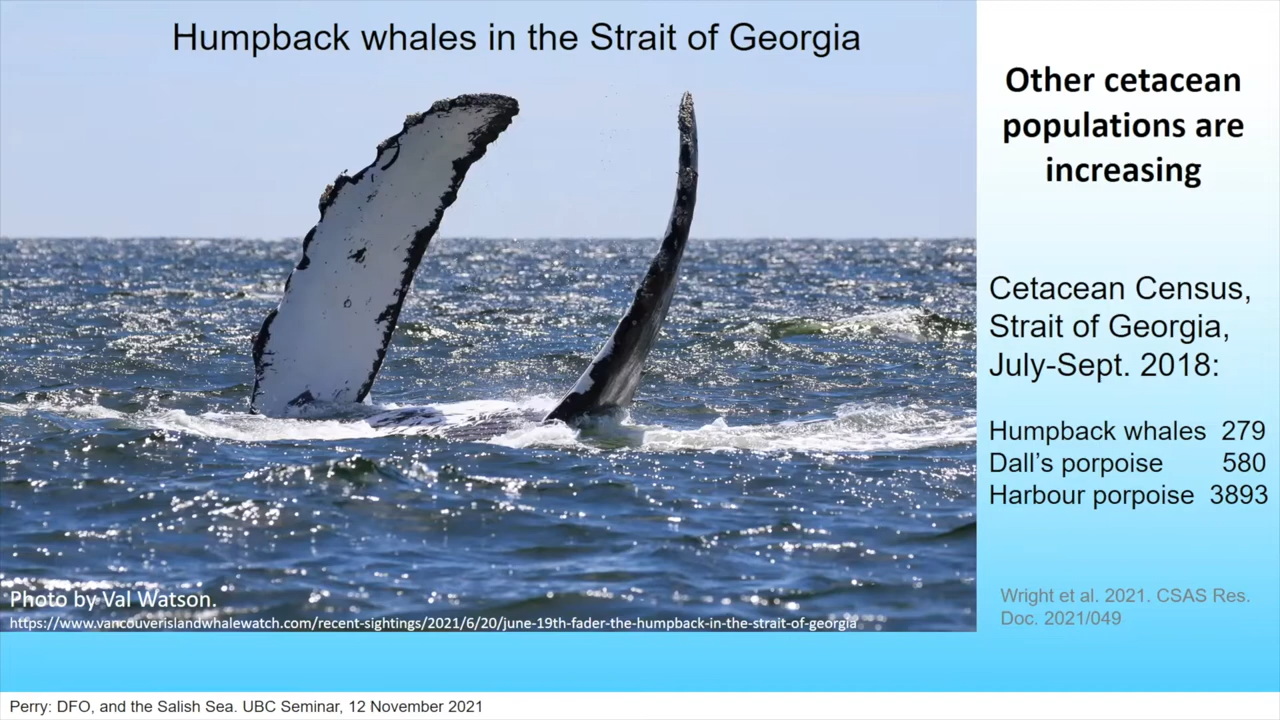 Humpback whales in the Strait of Georgia
Other cetacean
populations are
increasing
Cetacean Census,
Strait of Georgia,
July-Sept. 2018:
Humpback whales 279
Dall's porpoise 580
Harbour porpoise 3893
Wright et al. 2021. CSAS Res.
Doc. 2021/049
Photo by Val Watson.
https://www.vancouverislandwhalewatch.com/recent-sightings/2021/6/20/june-19th-fader-the-humpback-in-the-strait-of-georgia
Perry: DFO, and the Salish Sea. UBC Seminar, 12 November 2021